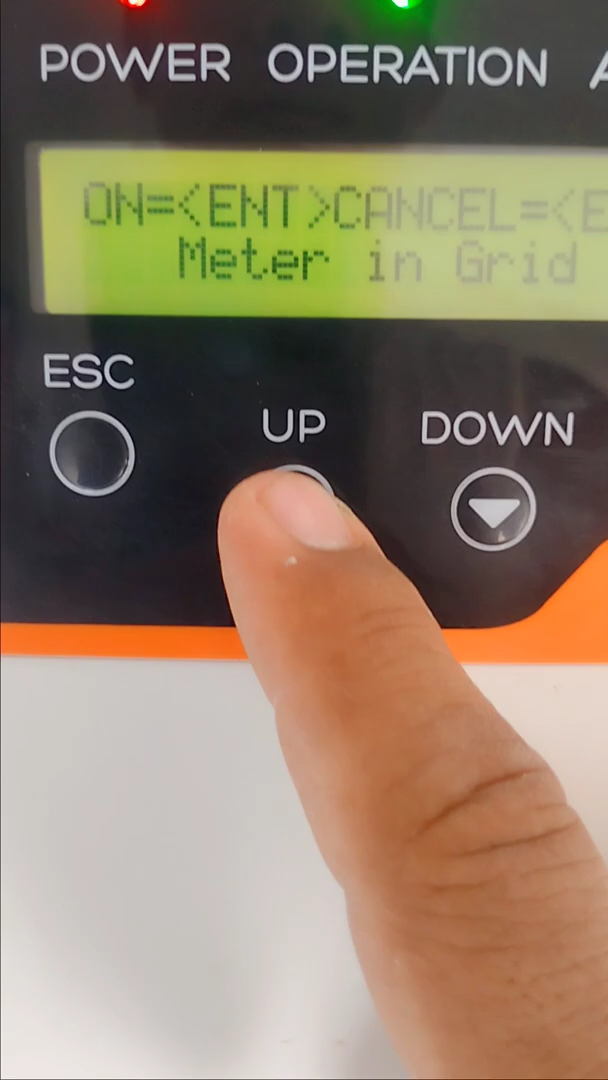 POWER OPERATION A
ON=<ENT>CANCEL=<E
Meter in Grid
ESC
UP
DOWN